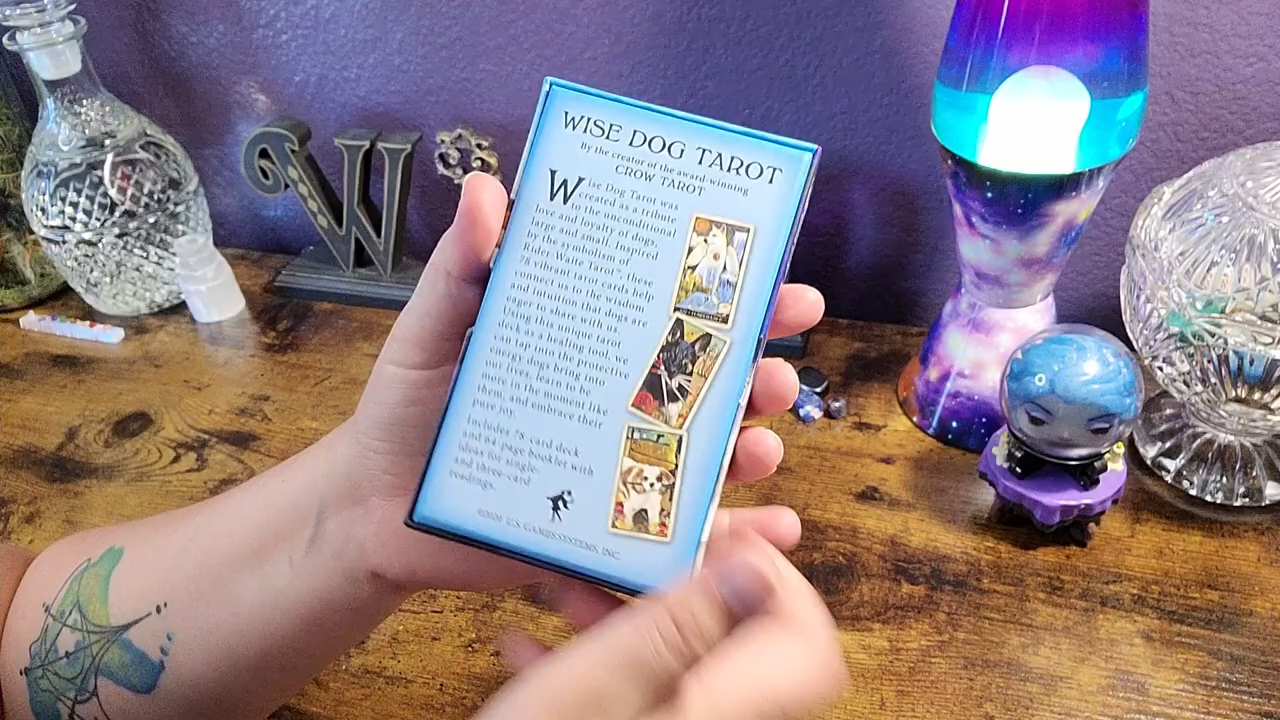 WISE DOG TAROT
By the creator of the award-winning
CROW TAROT
Wise Dog Tarot was
created as a tribute
to the unconditional
love and loyalty of dogs,
large and small. Inspired
by the symbolism of
Rider-Waite Tarot™, these
78 vibrant tarot cards help
connect us to the wisdom
and intuition that dogs are
eager to share with us.
Using this unique tarot
deck as a healing tool, we
can tap into the protective
energy dogs bring into
our lives, learn to be
more in the moment like
them, and embrace their
pure joy.
Includes 78-card deck
and 64-page booklet with
ideas for single-
and three-card
readings.
U.S. GAMES SYSTEMS, INC.
W